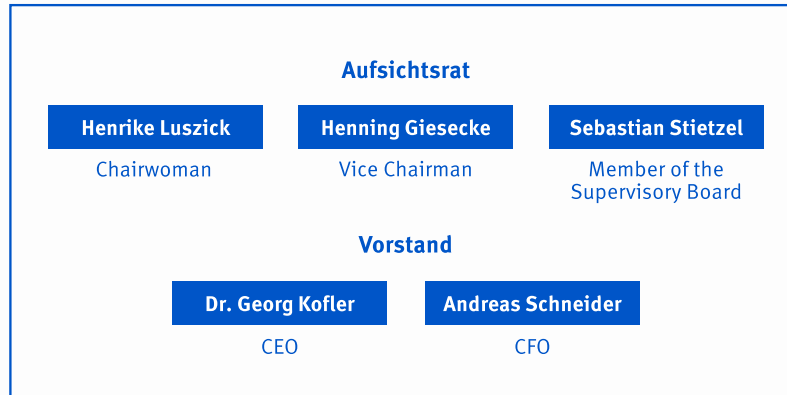 Aufsichtsrat
Henrike Luszick
Henning Giesecke
Sebastian Stietzel
Chairwoman
Vice Chairman
Member of the
Supervisory Board
Vorstand
Dr. Georg Kofler
Andreas Schneider
CEO
CFO